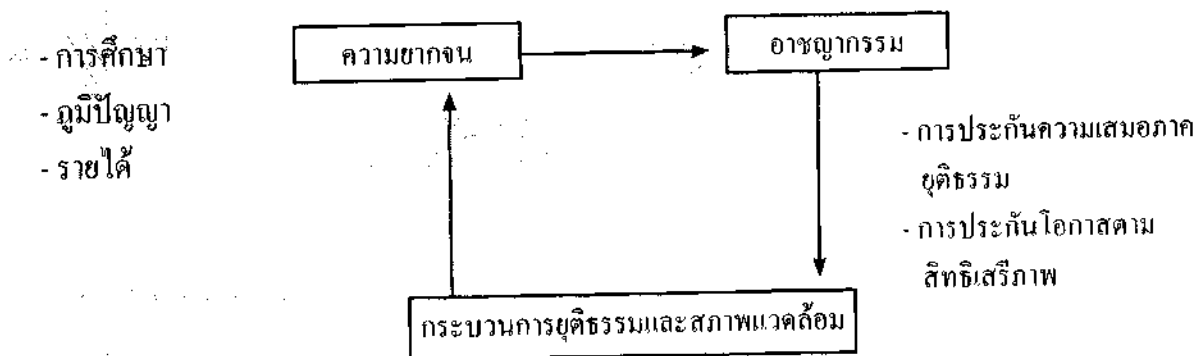 - การศึกษา
- ภูมิปัญญา
- รายได้
ความยากจน
อาชญากรรม
- การประกันความเสมอภาค
ยุติธรรม
- การประกันโอกาสตาม
สิทธิเสรีภาพ
กระบวนการยุติธรรมและสภาพแวดล้อม